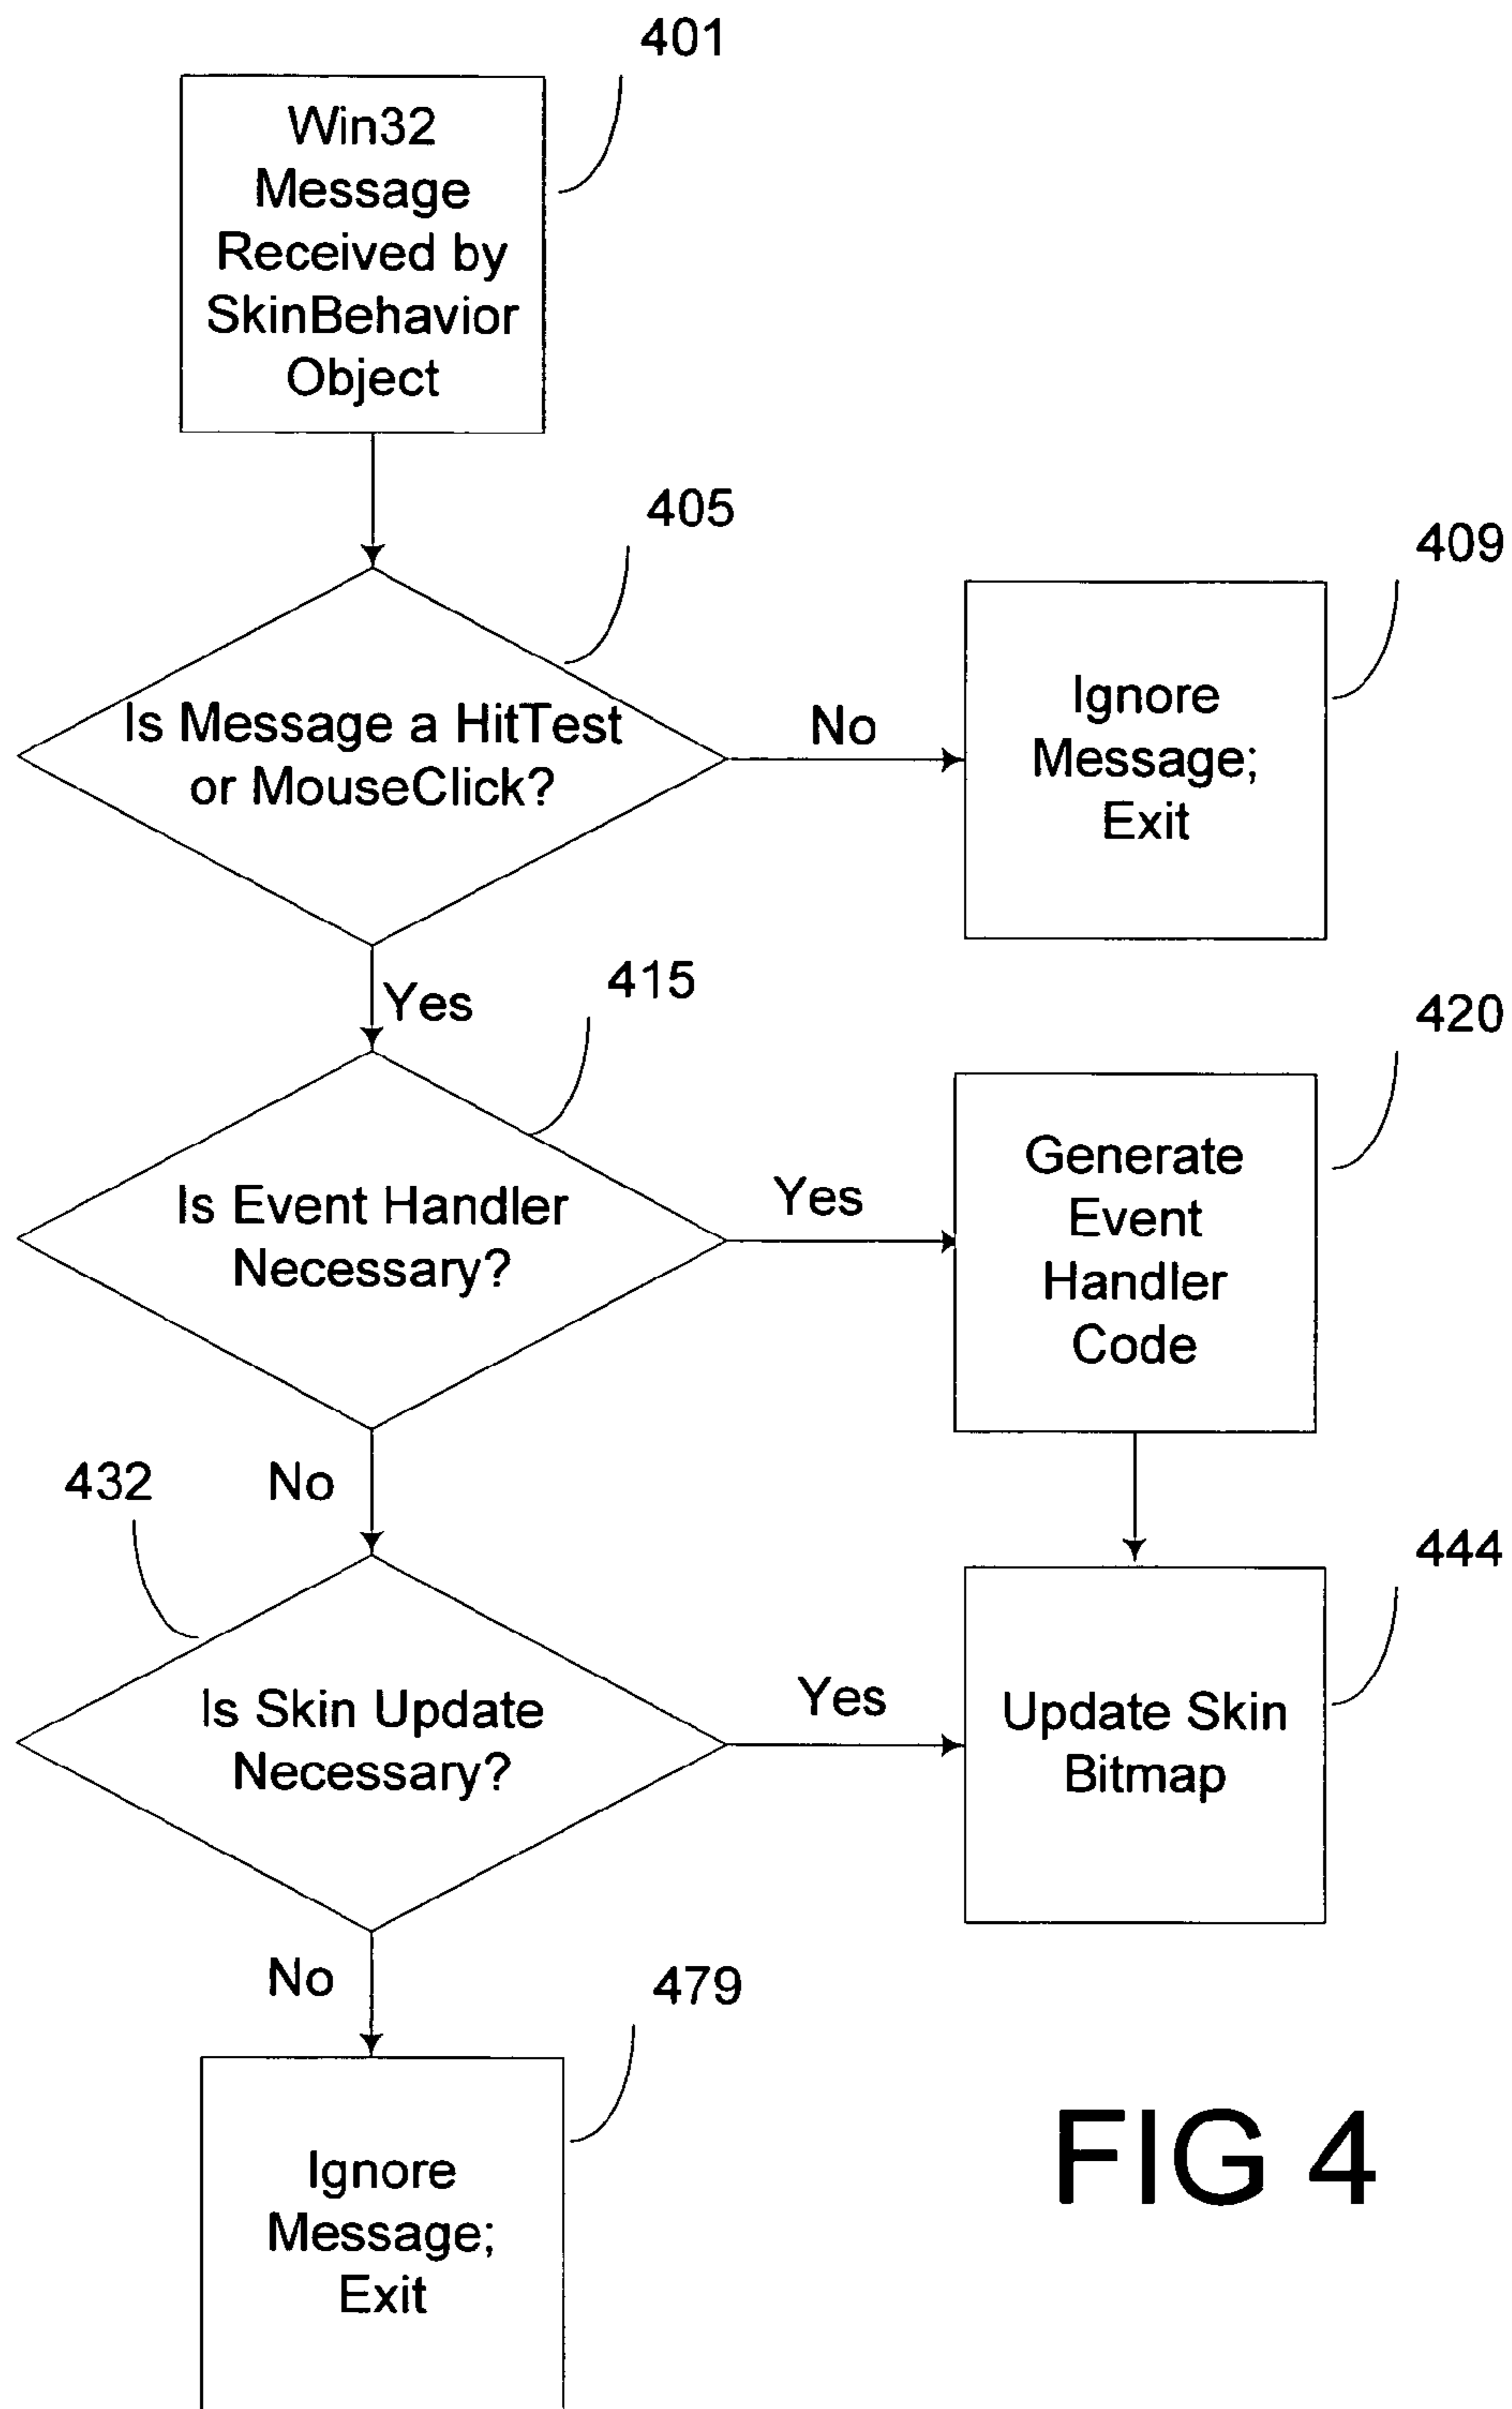 401
Win32
Message
Received by
SkinBehavior
Object
405
409
Is Message a HitTest
or MouseClick?
No
Ignore
Message;
Exit
Yes
415
420
Is Event Handler
Necessary?
Yes
Generate
Event
Handler
Code
432
No
444
Is Skin Update
Necessary?
Yes
Update Skin
Bitmap
No
479
Ignore
Message;
Exit
FIG 4